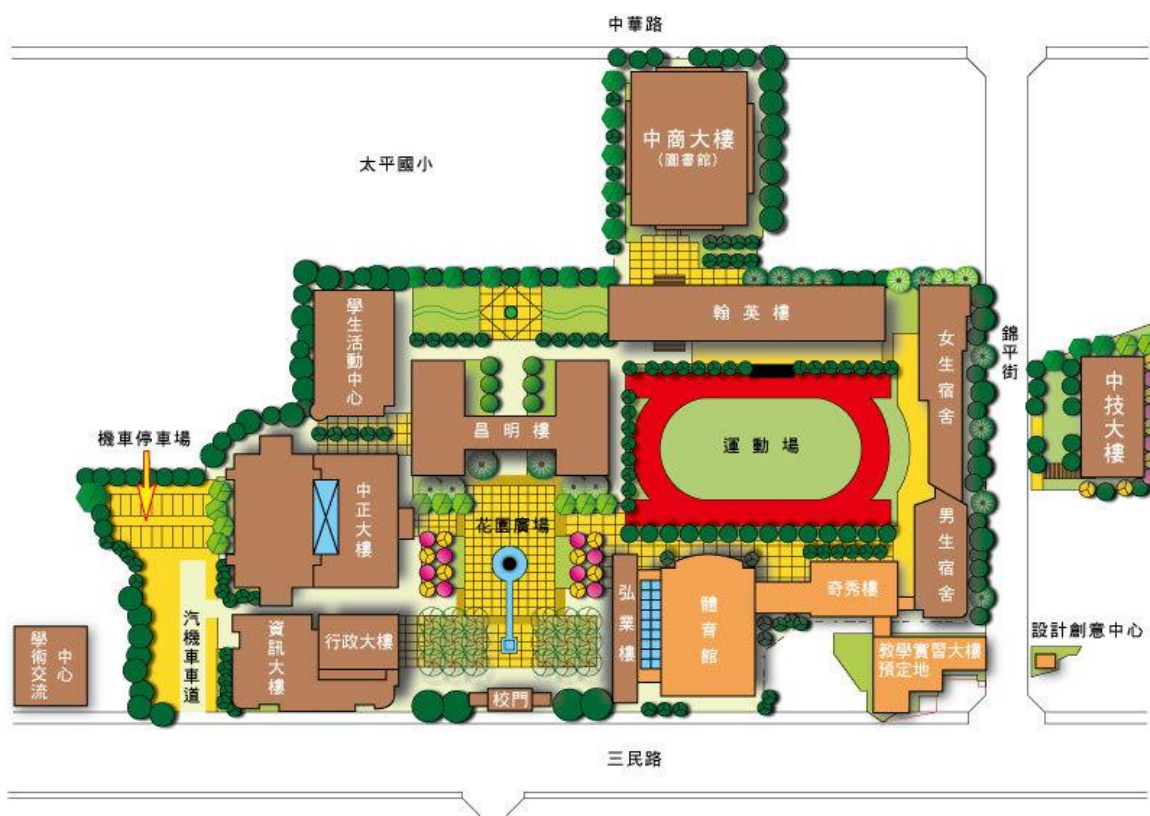 中華路
中商大樓
(圖書館)
太平國小
學生活動中心
翰英樓
女生宿舍
錦平街
中技大樓
昌明樓
運動場
機車停車場
中正大樓
花園廣場
男生宿舍
弘業樓
體育館
奇秀樓
汽機車車道
資訊大樓
行政大樓
學術交流
中心
教學實習大樓
預定地
設計創意中心
校門
三民路